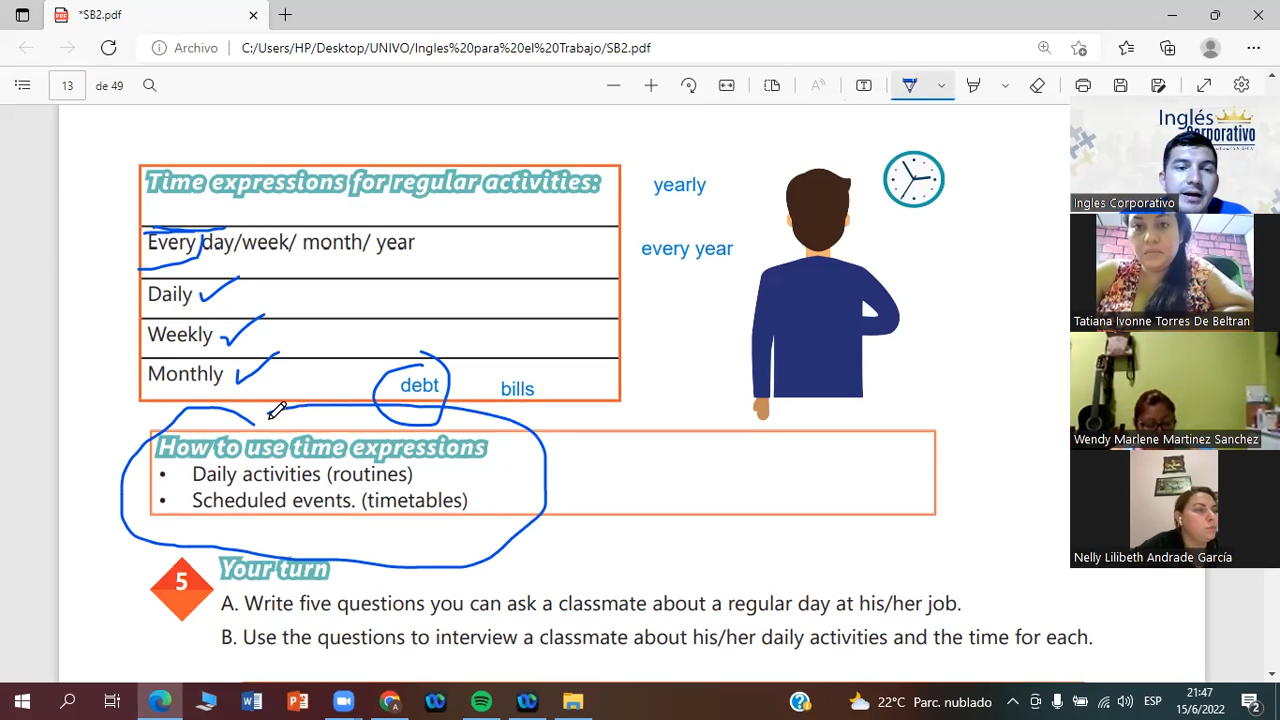 *SB2.pdf
Archivo
C:/Users/HP/Desktop/UNIVO/Ingles%20para%20el%20Trabajo/SB2.pdf
13 de 49
Time expressions for regular activities:
yearly
Every day/week/ month/ year
every year
Daily
Weekly
Monthly
debt
bills
How to use time expressions
• Daily activities (routines)
• Scheduled events. (timetables)
5
Your turn
A. Write five questions you can ask a classmate about a regular day at his/her job.
B. Use the questions to interview a classmate about his/her daily activities and the time for each.
Inglés
Corporativo
Ingles Corporativo
Tatiana Ivonne Torres De Beltran
Wendy Marlene Martinez Sanchez
Nelly Lilibeth Andrade García
22°C Parc. nublado
ESP
21:47
15/6/2022
2